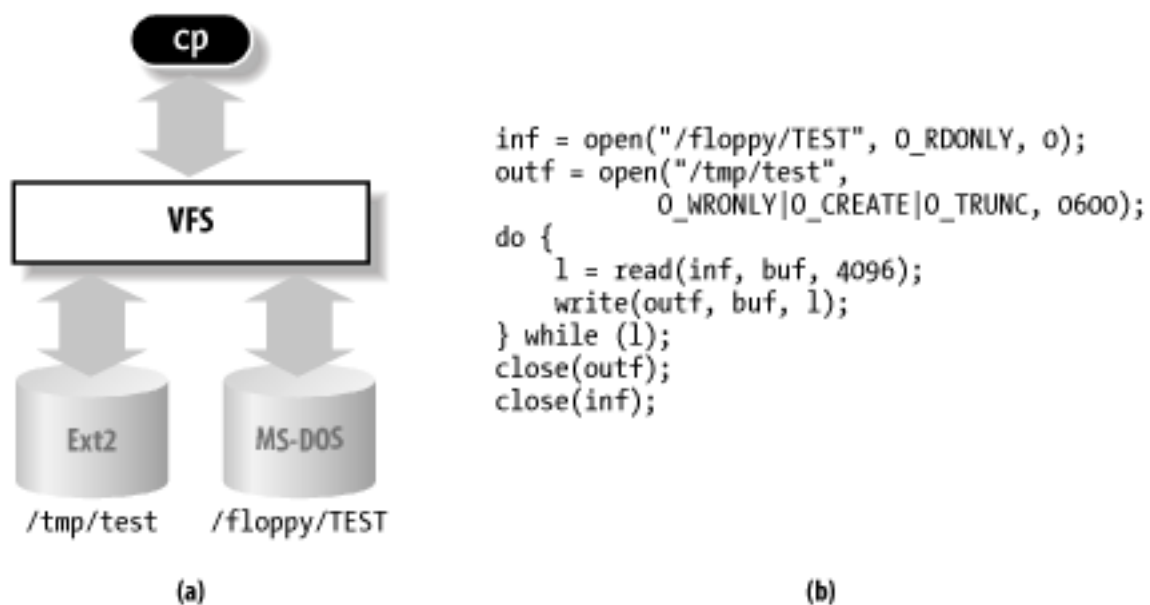 cp
VFS
Ext2
MS-DOS
/tmp/test
/floppy/TEST
(a)
inf = open("/floppy/TEST", O_RDONLY, 0);
outf = open("/tmp/test",
O_WRONLY|O_CREATE|O_TRUNC, 0600);
do {
l = read(inf, buf, 4096);
write(outf, buf, l);
} while (l);
close(outf);
close(inf);
(b)